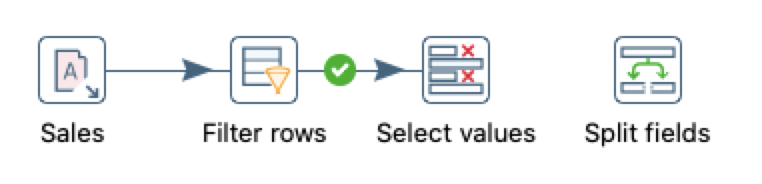 A
Sales
Filter rows
Select values
Split fields